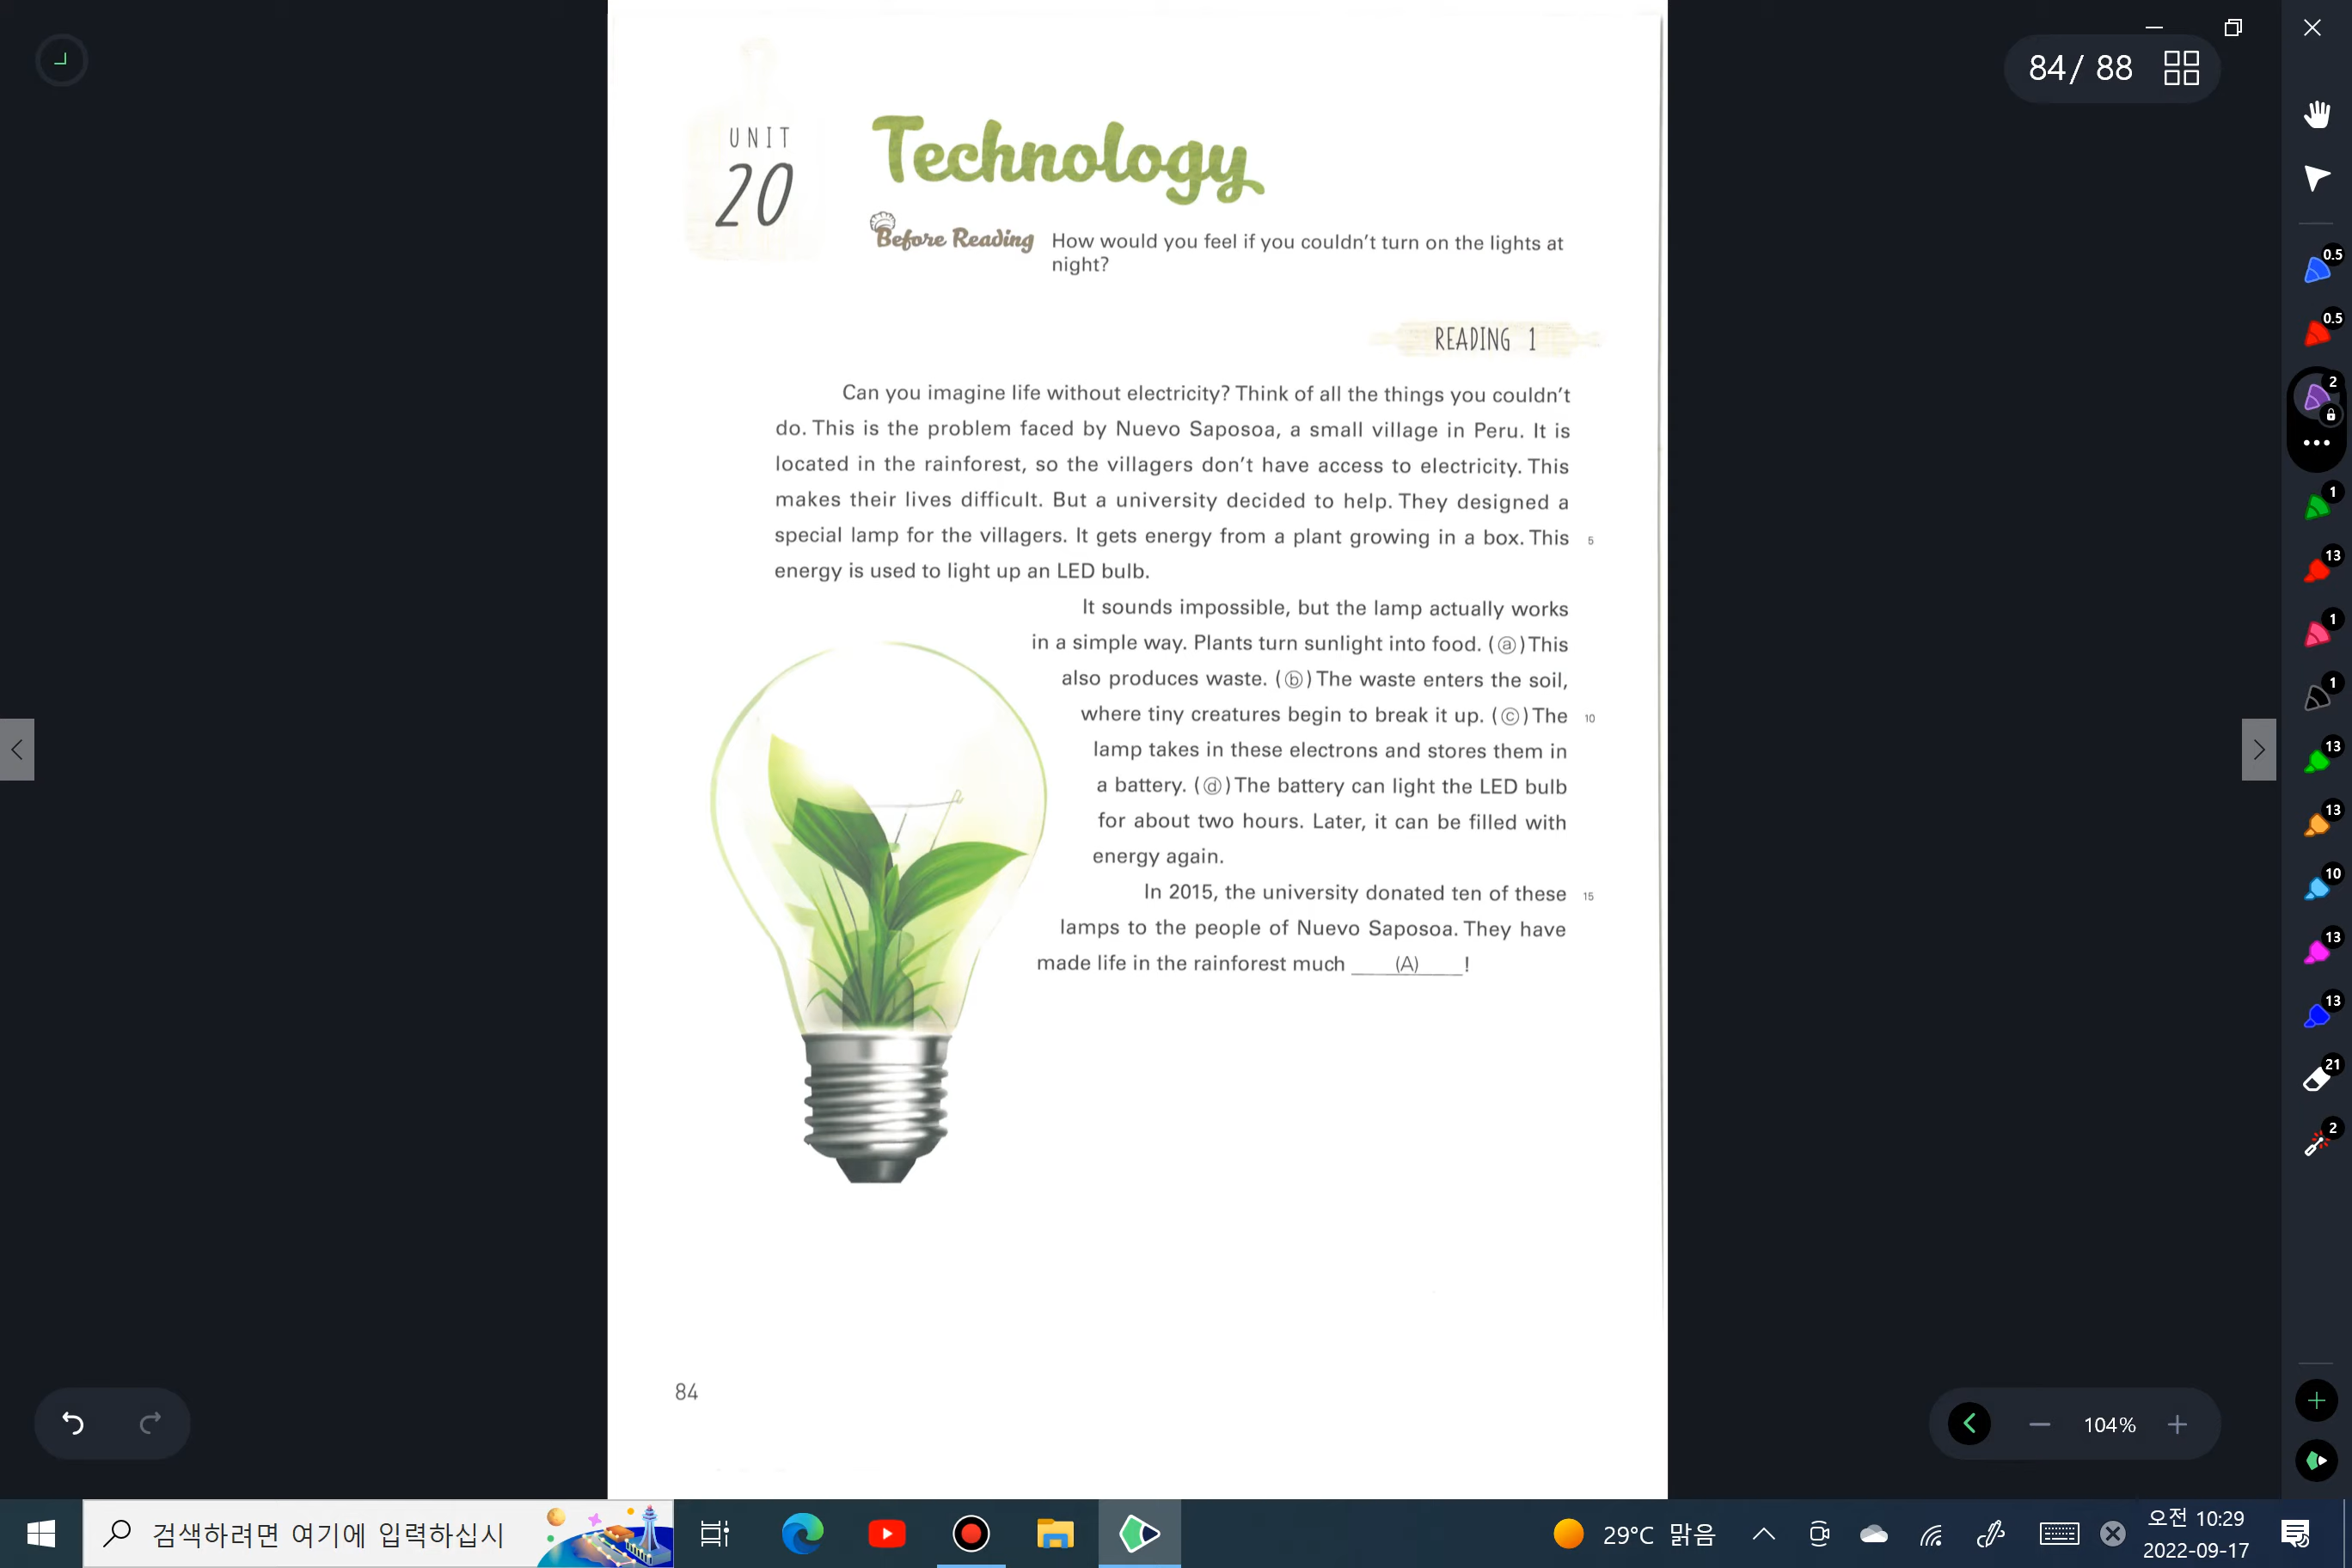 84/ 88
UNIT
20
Technology
Before Reading
How would you feel if you couldn't turn on the lights at
night?
READING 1
Can you imagine life without electricity? Think of all the things you couldn't
do. This is the problem faced by Nuevo Saposoa, a small village in Peru. It is
located in the rainforest, so the villagers don't have access to electricity. This
makes their lives difficult. But a university decided to help. They designed a
special lamp for the villagers. It gets energy from a plant growing in a box. This 5
energy is used to light up an LED bulb.
It sounds impossible, but the lamp actually works
in a simple way. Plants turn sunlight into food. (ⓐ) This
also produces waste. (ⓑ) The waste enters the soil,
where tiny creatures begin to break it up. (ⓒ) The 10
lamp takes in these electrons and stores them in
a battery. (ⓓ) The battery can light the LED bulb
for about two hours. Later, it can be filled with
energy again.
In 2015, the university donated ten of these 15
lamps to the people of Nuevo Saposoa. They have
made life in the rainforest much ____(A)____!
84
0.5
0.5
2
1
13
1
1
13
13
10
13
13
21
2
104%
검색하려면 여기에 입력하십시
29°C 맑음
오전 10:29
2022-09-17